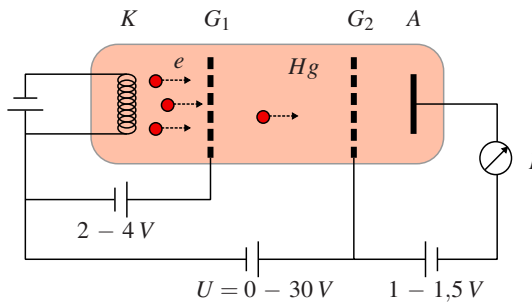 K G₁ G₂ A
e Hg
2 – 4 V
U = 0 – 30 V 1 – 1,5 V